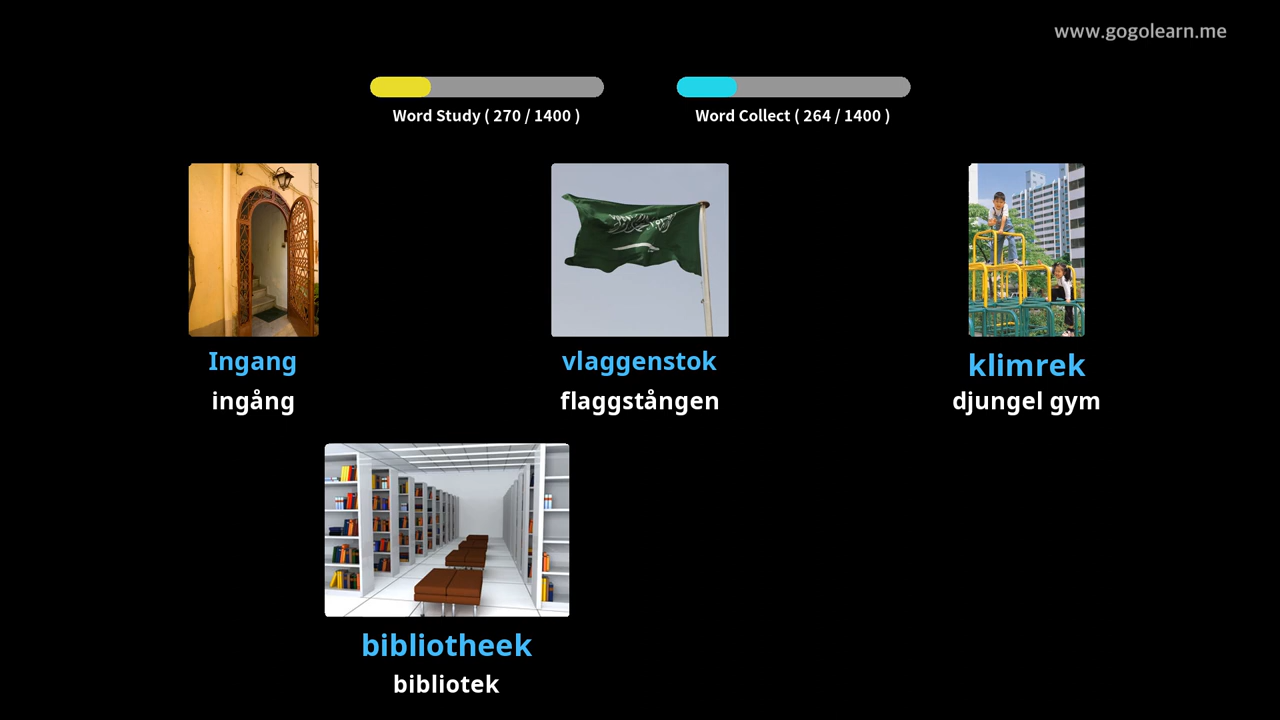 www.gogolearn.me
Word Study ( 270 / 1400 )
Word Collect ( 264 / 1400 )
Ingang
ingång
vlaggenstok
flaggstången
klimrek
djungel gym
bibliotheek
bibliotek